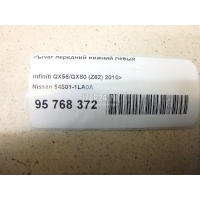 Рычаг передний нижний левый
Infiniti QX56/QX80 (Z62) 2010>
Nissan 54501-1LA0A
95 768 372